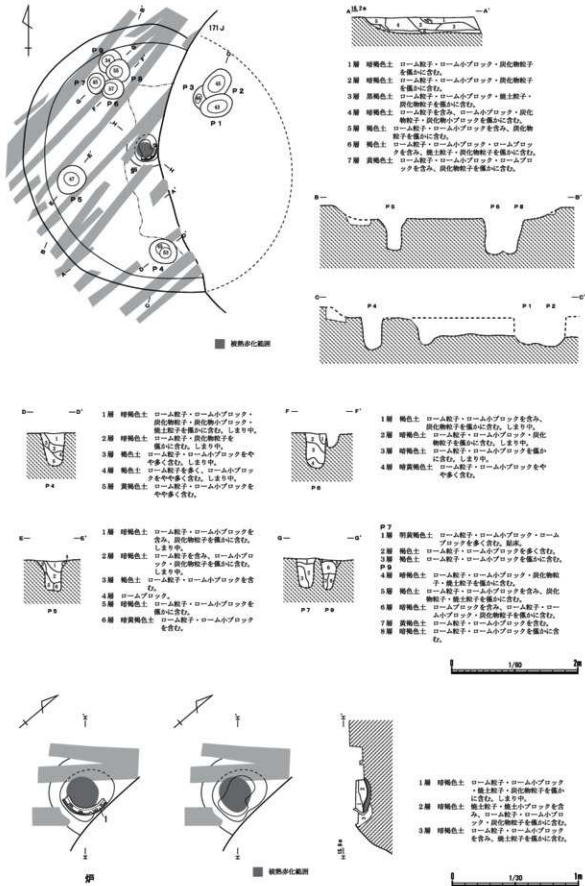 171J
P 9
P 8
P 7
P 6
P 3
P 2
P 1
P 5
P 4
炉
被熱赤化範囲
A 16.2m A'
1層 暗褐色土 ローム粒子・ローム小ブロック・炭化物粒子
を僅かに含む。
2層 暗褐色土 ローム粒子・ローム小ブロック・炭化物粒子
を僅かに含む。
3層 黒褐色土 ローム粒子・ローム小ブロック・焼土粒子・
炭化物粒子を僅かに含む。
4層 暗褐色土 ローム粒子を含み、ローム小ブロック・炭化
物粒子・炭化物小ブロックを僅かに含む。
5層 褐色土 ローム粒子・ローム小ブロックを含み、炭化物
粒子を僅かに含む。
6層 褐色土 ローム粒子・ローム小ブロック・ロームブロッ
クを含み、焼土粒子・炭化物粒子を僅かに含む。
7層 黄褐色土 ローム粒子・ローム小ブロック・ロームブロ
ックを含み、炭化物粒子を僅かに含む。
B— —B'
P 5 P 6 P 8
C— —C'
P 4 P 1 P 2
D— —D'
P 4
1層 暗褐色土 ローム粒子・ローム小ブロック・
炭化物粒子・炭化物小ブロック・
焼土粒子を僅かに含む。しまり中。
2層 暗褐色土 ローム粒子・炭化物粒子を
僅かに含む。しまり中。
3層 褐色土 ローム粒子・ローム小ブロックをや
や多く含む。しまり中。
4層 褐色土 ローム粒子を多く、ローム小ブロック
をやや多く含む。しまり中。
5層 黄褐色土 ローム粒子・ローム小ブロックを
やや多く含む。
F— —F'
P 6
1層 褐色土 ローム粒子・ローム小ブロックを含み、
炭化物粒子を僅かに含む。しまり中。
2層 暗褐色土 ローム粒子・ローム小ブロック・炭化
物粒子を僅かに含む。しまり中。
3層 暗褐色土 ローム粒子・ローム小ブロックを僅か
に含む。しまり中。
4層 暗黄褐色土 ローム粒子・ローム小ブロックをや
や多く含む。
E— —E'
P 5
1層 暗褐色土 ローム粒子・ローム小ブロックを
含み、炭化物粒子を僅かに含む。
しまり中。
2層 暗褐色土 ローム粒子を含み、ローム小ブロ
ック・炭化物粒子を僅かに含む。
しまり中。
3層 褐色土 ローム粒子・ローム小ブロックを含
む。
4層 ロームブロック。
5層 暗褐色土 ローム粒子・ローム小ブロックを
僅かに含む。
6層 暗黄褐色土 ローム粒子・ローム小ブロック
を含む。
G— —G'
P 7 P 9
P 7
1層 明黄褐色土 ローム粒子・ローム小ブロック・ローム
ブロックを多く含む。貼床。
2層 褐色土 ローム粒子・ローム小ブロックを多く含む。
3層 褐色土 ローム粒子・ローム小ブロックを僅かに含む。
P 9
4層 暗褐色土 ローム粒子・ローム小ブロック・炭化物粒
子・焼土粒子を僅かに含む。
5層 褐色土 ローム粒子・ローム小ブロックを含み、炭化
物粒子・焼土粒子を僅かに含む。
6層 暗褐色土 ロームブロックを含み、ローム粒子・ロー
ム小ブロック・炭化物粒子を僅かに含む。
7層 黄褐色土 ローム粒子・ローム小ブロックを含む。
8層 暗褐色土 ローム粒子・ローム小ブロックを僅かに含
む。
0 1/60 2m
炉
被熱赤化範囲
1層 暗褐色土 ローム粒子・ローム小ブロック
・焼土粒子・炭化物粒子を僅か
に含む。しまり中。
2層 暗褐色土 焼土粒子・焼土小ブロックを含
み、ローム粒子・ローム小ブロッ
ク・炭化物粒子を僅かに含む。
3層 暗褐色土 ローム粒子・ローム小ブロック
を含み、焼土粒子を僅かに含む。
0 1/30 1m